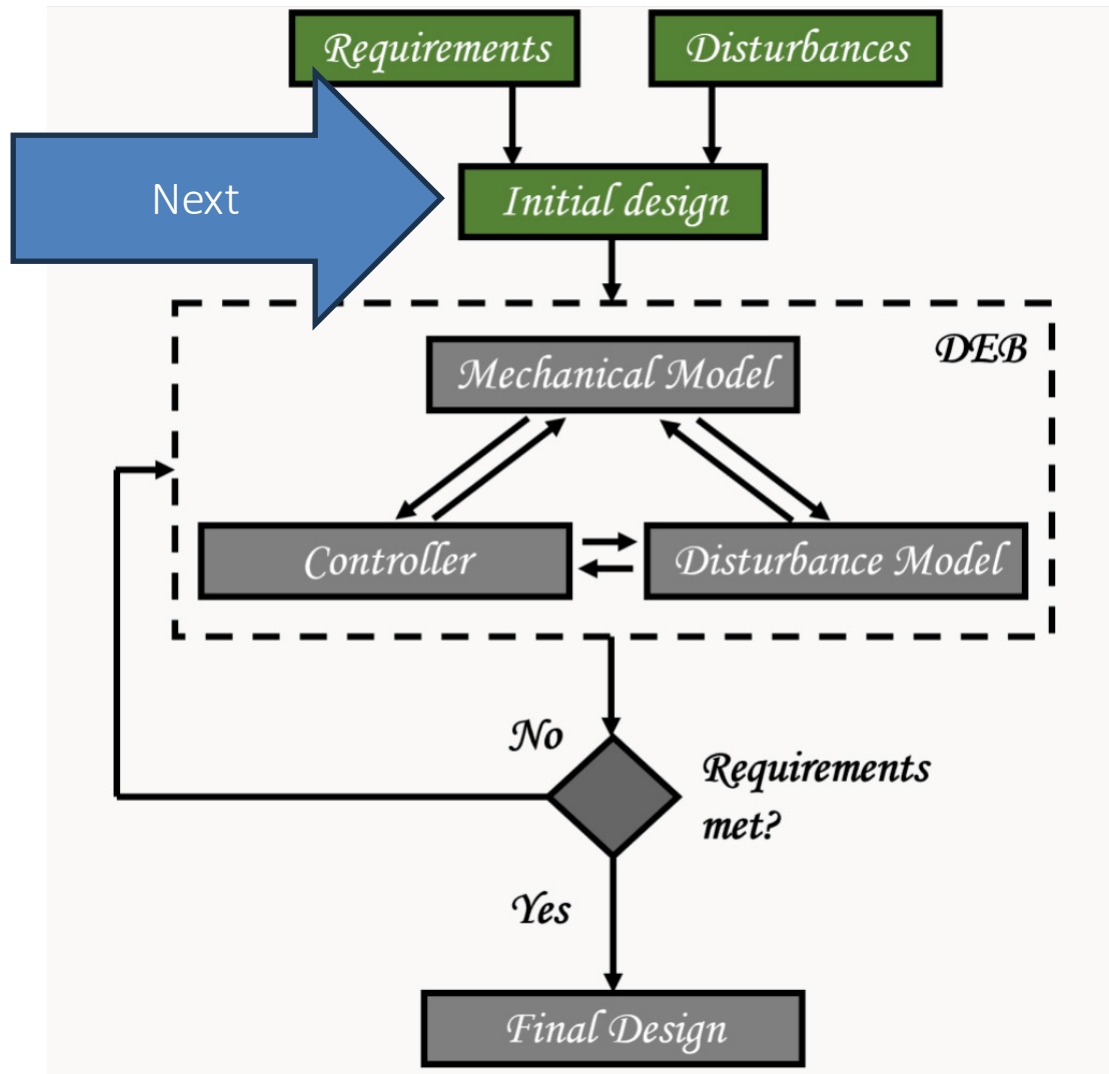 Requirements
Disturbances
Next
Initial design
DEB
Mechanical Model
Controller
Disturbance Model
No
Requirements
met?
Yes
Final Design